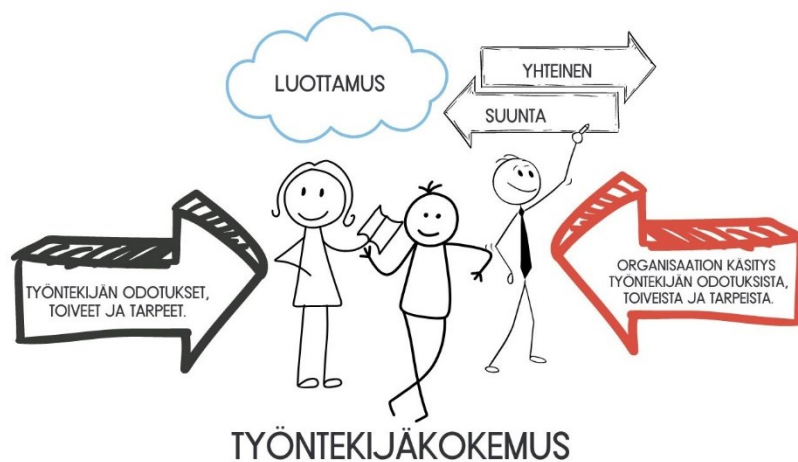 LUOTTAMUS
YHTEINEN
SUUNTA
TYÖNTEKIJÄN ODOTUKSET,
TOIVEET JA TARPEET.
ORGANISAATION KÄSITYS
TYÖNTEKIJÄN ODOTUKSISTA,
TOIVEISTA JA TARPEISTA.
TYÖNTEKIJÄKOKEMUS